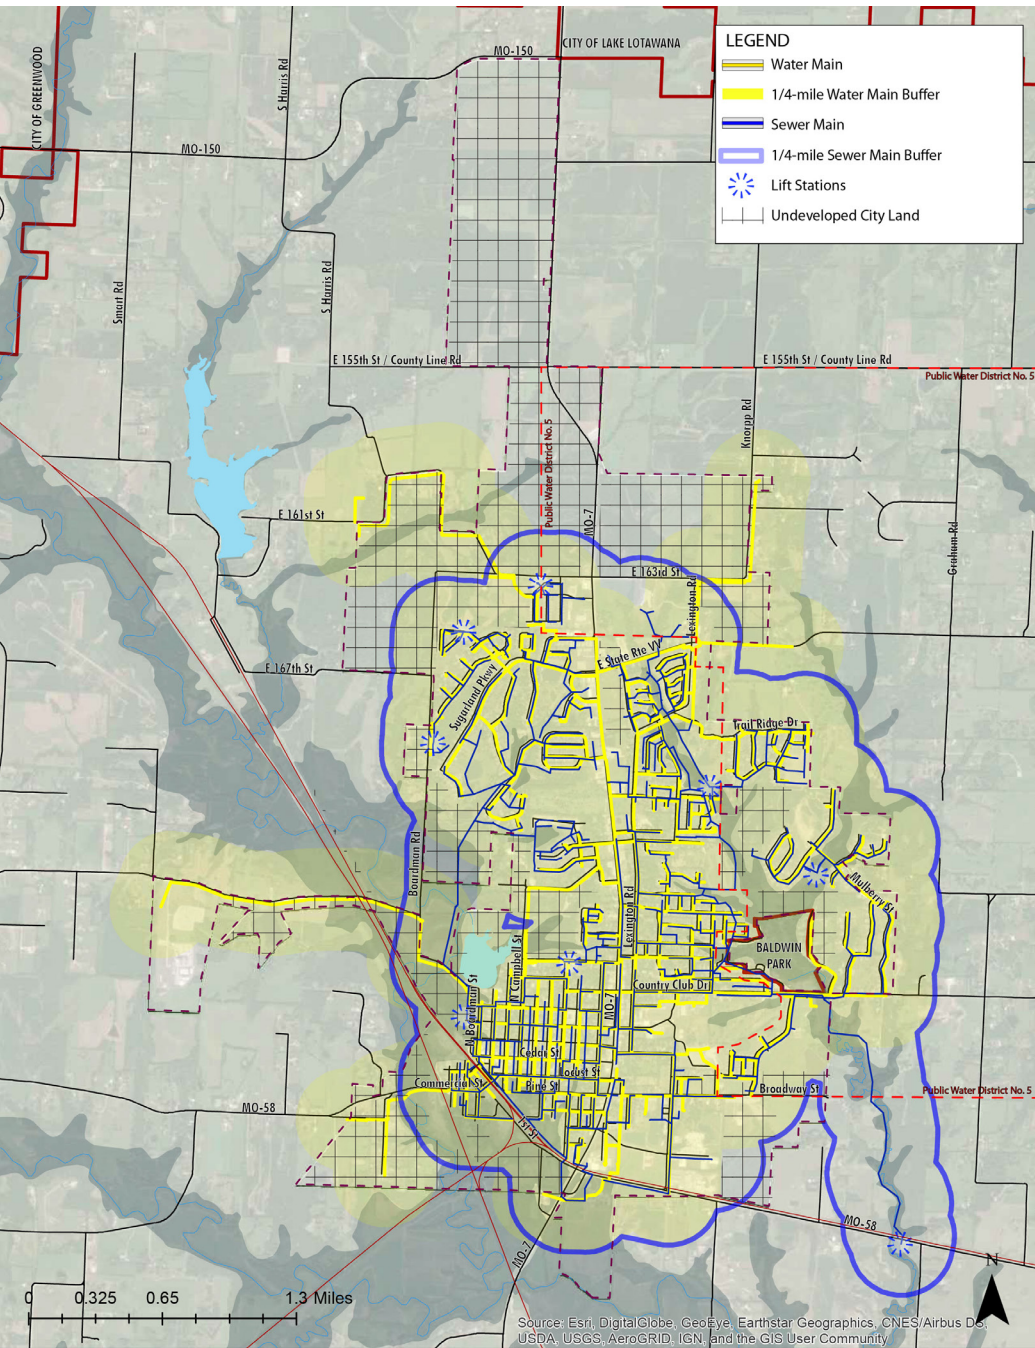 CITY OF LAKE LOTAWANA
MO-150
CITY OF GREENWOOD
S Harris Rd
MO-150
LEGEND
Water Main
1/4-mile Water Main Buffer
Sewer Main
1/4-mile Sewer Main Buffer
Lift Stations
Undeveloped City Land
Smart Rd
S Harris Rd
E 155th St / County Line Rd
E 155th St / County Line Rd
Public Water District No. 5
Knorpp Rd
Public Water District No. 5
MO-7
E 161st St
Graham Rd
E 163rd St
Lexington Rd
E State Rte VV
E 167th St
Sugarland Pkwy
Trail Ridge Dr
Boardman Rd
Mulberry St
Lexington Rd
BALDWIN
PARK
N Campbell St
Country Club Dr
N Boardman St
MO-7
Cedar St
Locust St
Commercial St
Pine St
Broadway St
Public Water District No. 5
MO-58
1st St
MO-58
MO-7
N
0 0.325 0.65 1.3 Miles
Source: Esri, DigitalGlobe, GeoEye, Earthstar Geographics, CNES/Airbus DS,
USDA, USGS, AeroGRID, IGN, and the GIS User Community